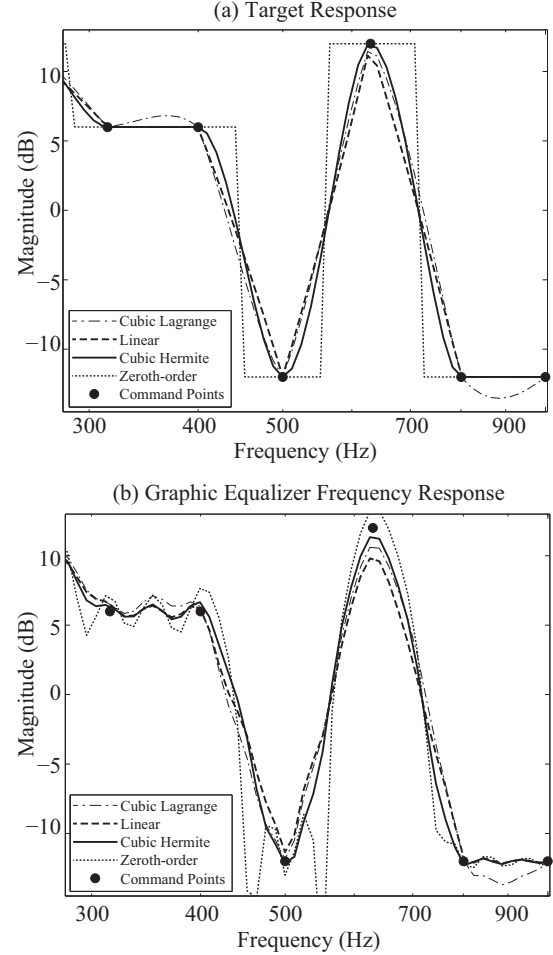 (a) Target Response
10
5
0
−5
−10
Magnitude (dB)
Cubic Lagrange
Linear
Cubic Hermite
Zeroth-order
Command Points
300 400 500 700 900
Frequency (Hz)
(b) Graphic Equalizer Frequency Response
10
5
0
−5
−10
Magnitude (dB)
Cubic Lagrange
Linear
Cubic Hermite
Zeroth-order
Command Points
300 400 500 700 900
Frequency (Hz)